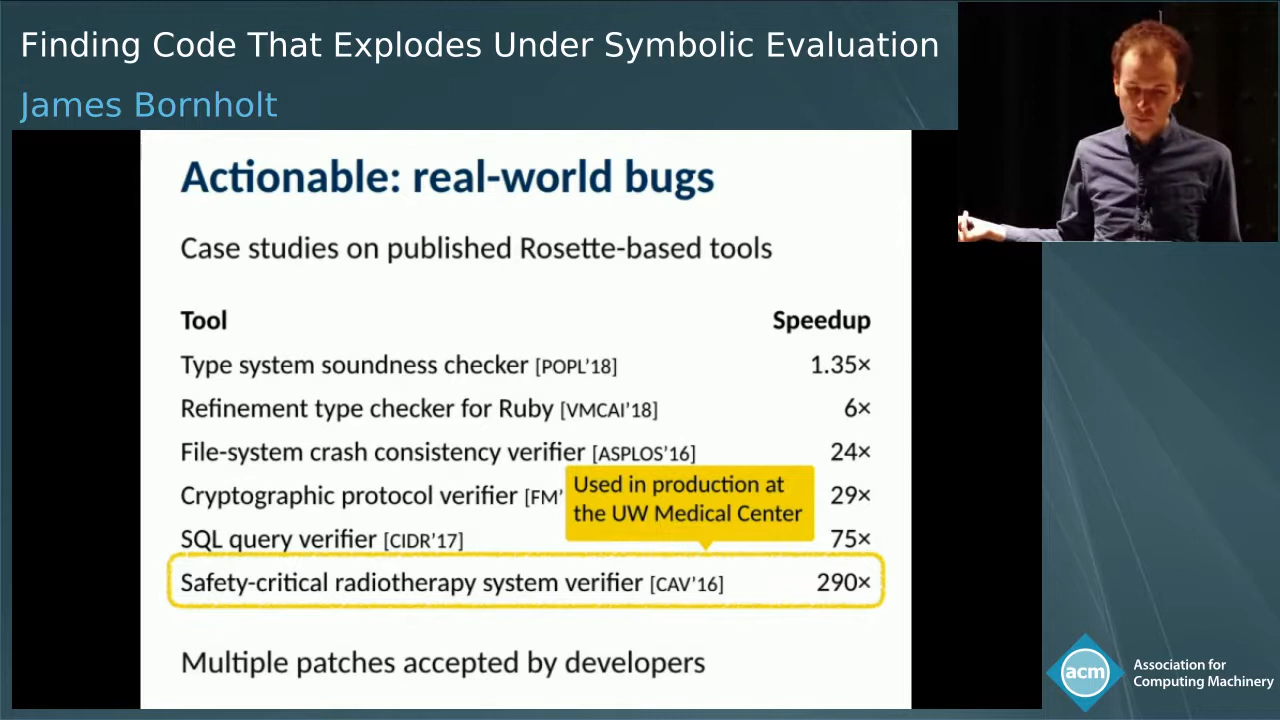 Finding Code That Explodes Under Symbolic Evaluation
James Bornholt
Actionable: real-world bugs
Case studies on published Rosette-based tools
Tool Speedup
Type system soundness checker [POPL’18] 1.35×
Refinement type checker for Ruby [VMCAI’18] 6×
File-system crash consistency verifier [ASPLOS’16] 24×
Cryptographic protocol verifier [FM’ 29×
Used in production at
the UW Medical Center
SQL query verifier [CIDR’17] 75×
Safety-critical radiotherapy system verifier [CAV’16] 290×
Multiple patches accepted by developers
acm
Association for
Computing Machinery